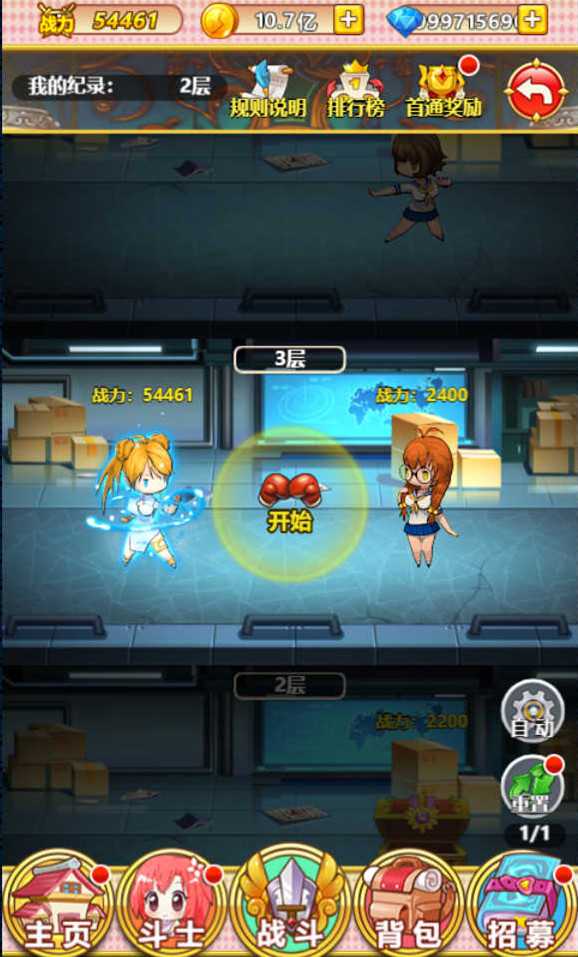 战力 54461 10.7亿
我的纪录： 2层
规则说明 排行榜 首通奖励
3层
战力：54461 战力：2400
开始
2层
战力：2200
自动
重置
1/1
主页 斗士 战斗 背包 招募